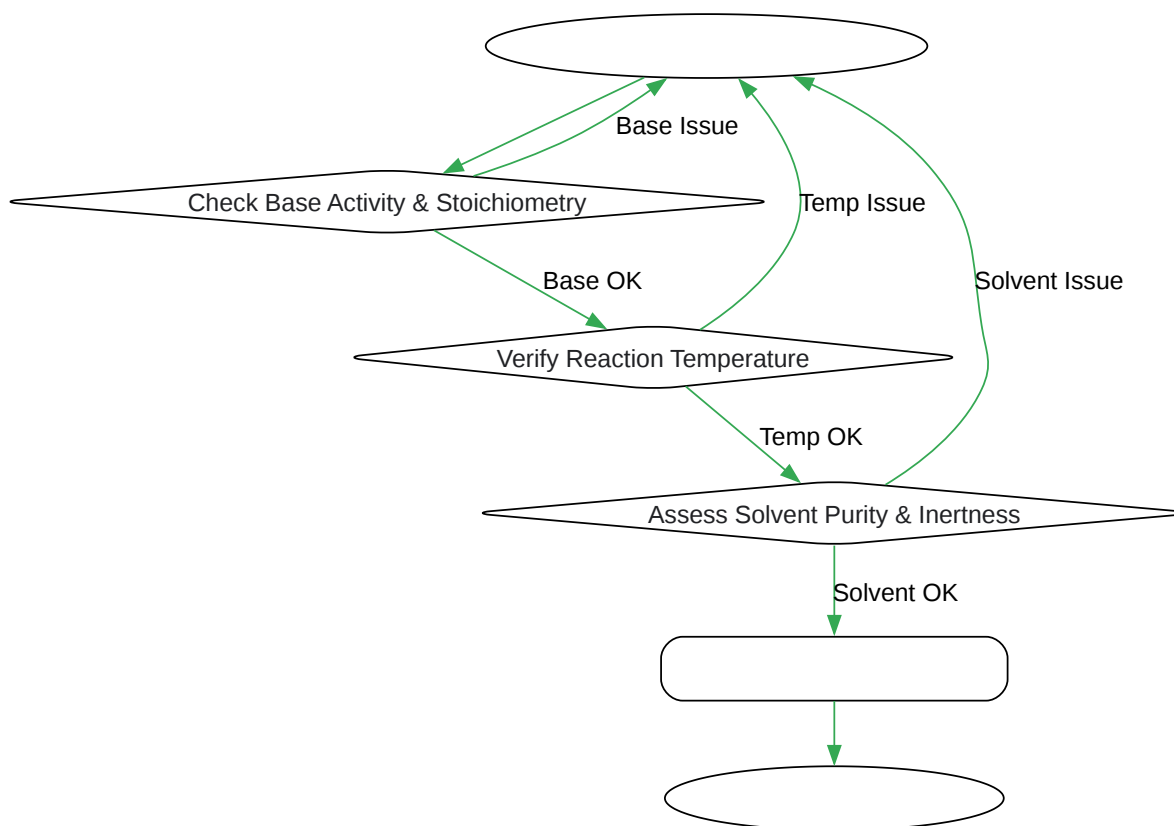 Base Issue
Check Base Activity & Stoichiometry
Temp Issue
Base OK
Solvent Issue
Verify Reaction Temperature
Temp OK
Assess Solvent Purity & Inertness
Solvent OK